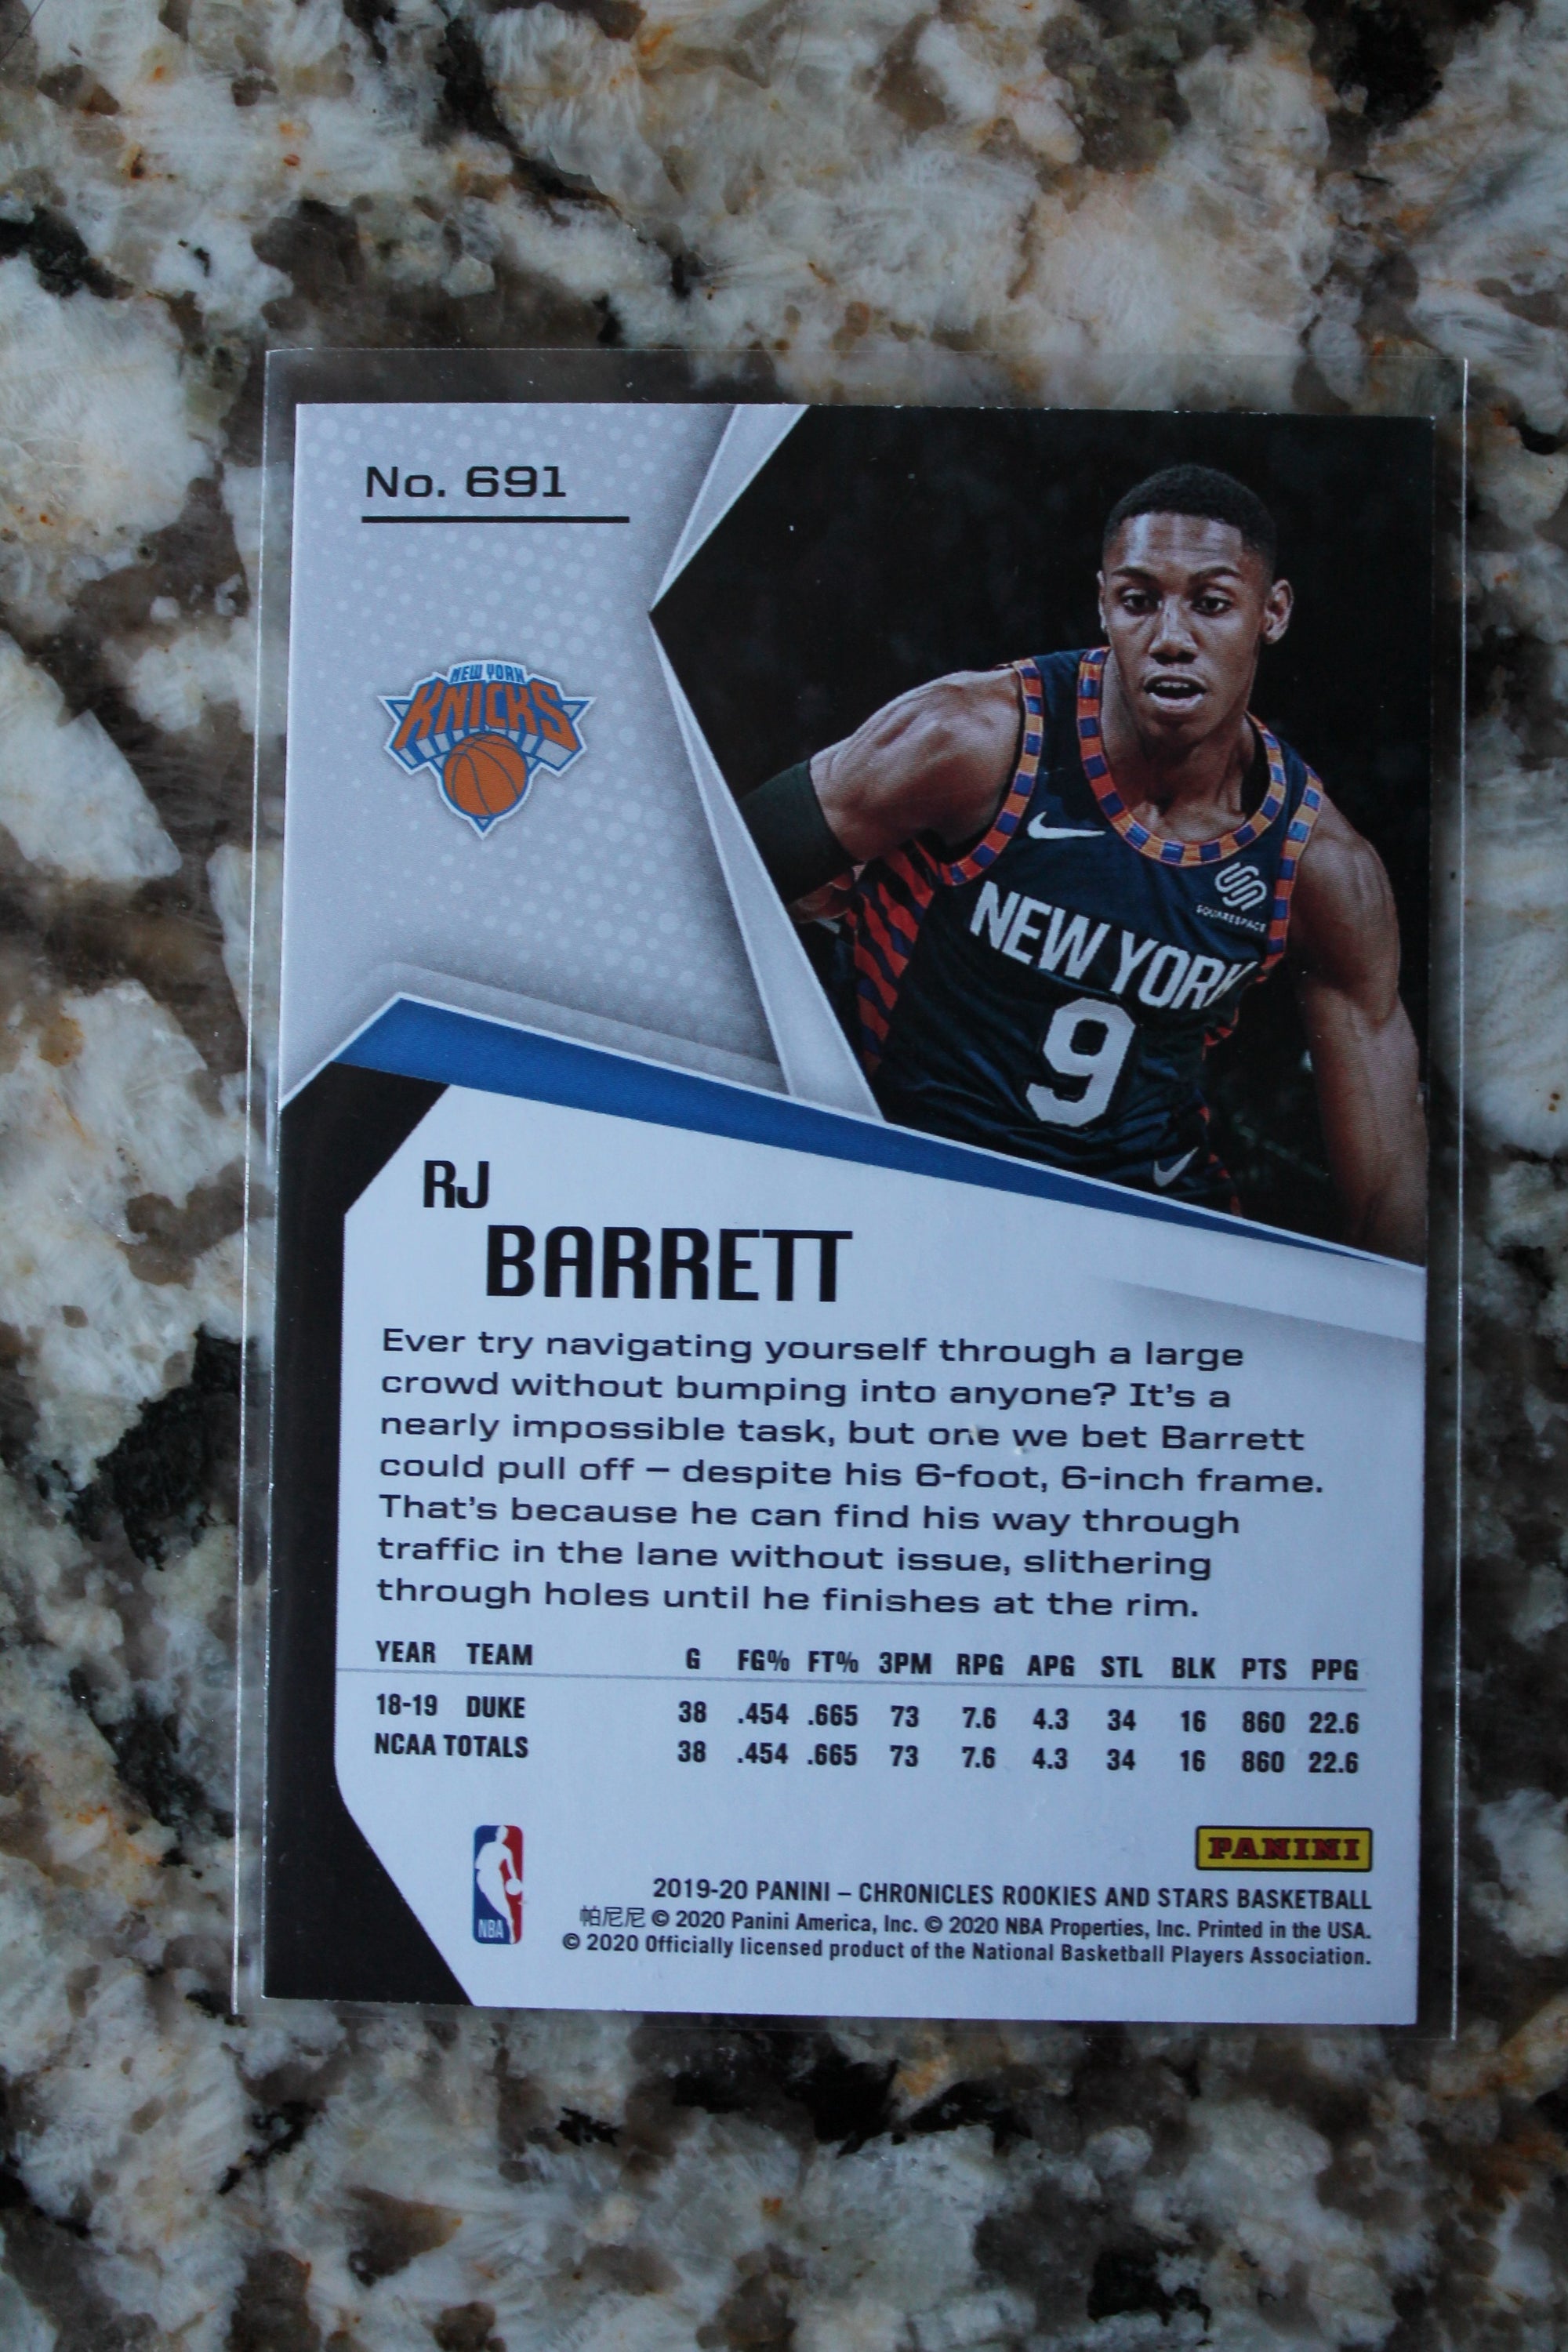 No. 691
NEW YORK
KNICKS
SQUARESPACE
NEW YORK
9
RJ
BARRETT
Ever try navigating yourself through a large
crowd without bumping into anyone? It's a
nearly impossible task, but one we bet Barrett
could pull off – despite his 6-foot, 6-inch frame.
That's because he can find his way through
traffic in the lane without issue, slithering
through holes until he finishes at the rim.
YEAR TEAM G FG% FT% 3PM RPG APG STL BLK PTS PPG
18-19 DUKE 38 .454 .665 73 7.6 4.3 34 16 860 22.6
NCAA TOTALS 38 .454 .665 73 7.6 4.3 34 16 860 22.6
NBA
PANINI
2019-20 PANINI – CHRONICLES ROOKIES AND STARS BASKETBALL
帕尼尼 © 2020 Panini America, Inc. © 2020 NBA Properties, Inc. Printed in the USA.
© 2020 Officially licensed product of the National Basketball Players Association.